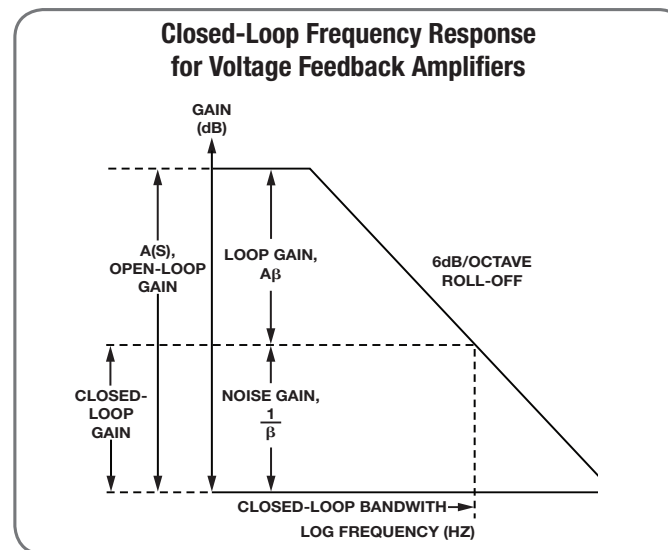 Closed-Loop Frequency Response
for Voltage Feedback Amplifiers
GAIN
(dB)
A(S),
OPEN-LOOP
GAIN
LOOP GAIN,
Aβ
6dB/OCTAVE
ROLL-OFF
CLOSED-
LOOP
GAIN
NOISE GAIN,
1
β
CLOSED-LOOP BANDWITH
LOG FREQUENCY (HZ)